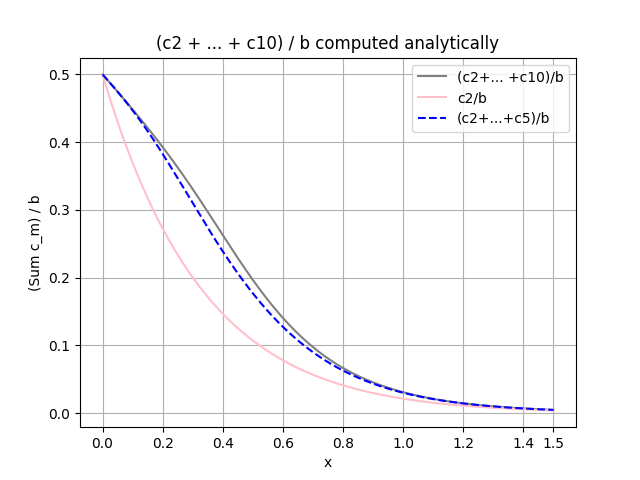 (c2 + ... + c10) / b computed analytically
(c2+... +c10)/b
c2/b
(c2+...+c5)/b
(Sum c_m) / b
0.5
0.4
0.3
0.2
0.1
0.0
0.0 0.2 0.4 0.6 0.8 1.0 1.2 1.4 1.5
x